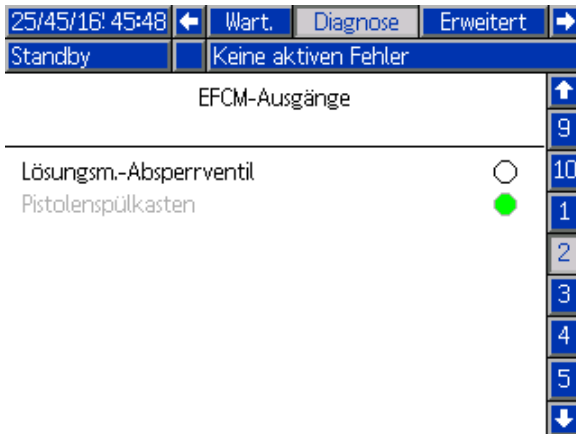 25/45/16! 45:48 Wart. Diagnose Erweitert
Standby Keine aktiven Fehler
EFCM-Ausgänge
9
Lösungsm.-Absperrventil 10
Pistolenspülkasten 1
2
3
4
5